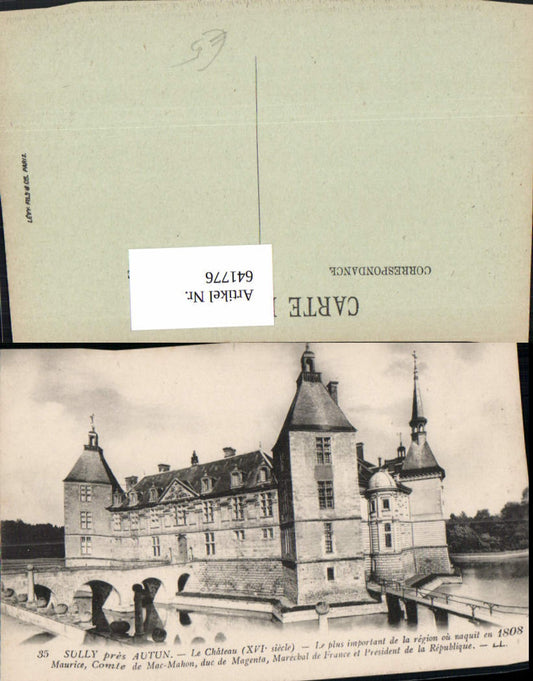 LÉVY FILS & CIE. PARIS.
CORRESPONDANCE
CARTE
Artikel Nr.
641776
35 SULLY près AUTUN. — Le Château (XVIᵉ siècle) — Le plus important de la région où naquit en 1808
Maurice, Comte de Mac-Mahon, duc de Magenta, Maréchal de France et Président de la République. — LL.